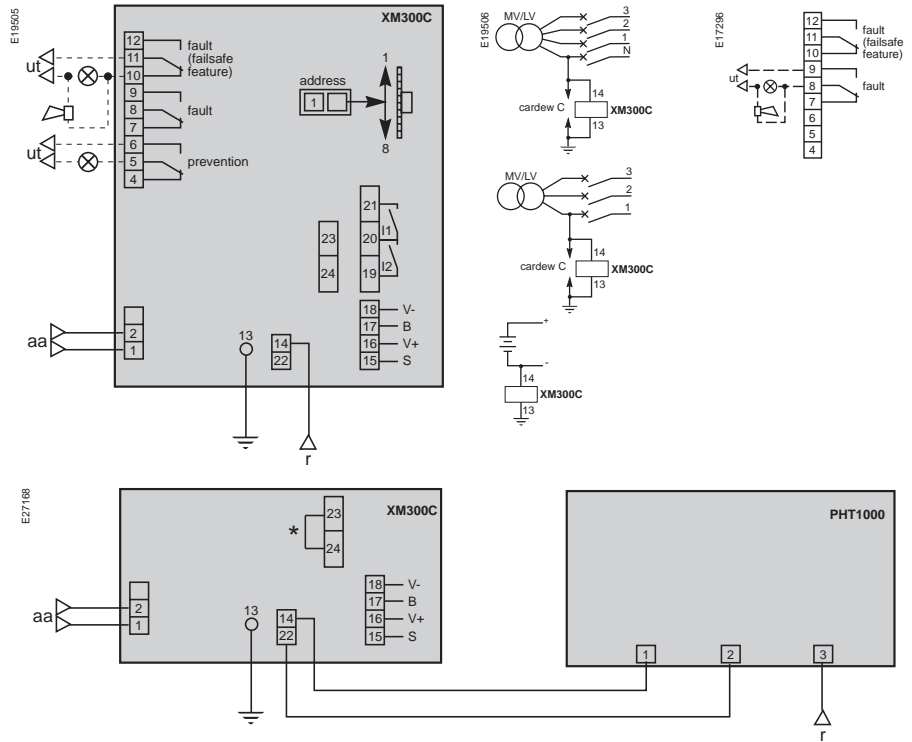 E19505
XM300C
12
11
10
fault
(failsafe
feature)
ut
9
8
7
fault
ut
6
5
4
prevention
address
1
1
8
21
20
19
I1
I2
23
24
18 V-
17 B
16 V+
15 S
aa
2
1
13
14
22
r
E19506
MV/LV
3
2
1
N
cardew C
14
XM300C
13
MV/LV
3
2
1
cardew C
14
XM300C
13
+
-
14
XM300C
13
E17296
12
11
10
fault
(failsafe
feature)
ut
9
8
7
fault
6
5
4
E27168
XM300C
*
23
24
18 V-
17 B
16 V+
15 S
aa
2
1
13
14
22
PHT1000
1
2
3
r